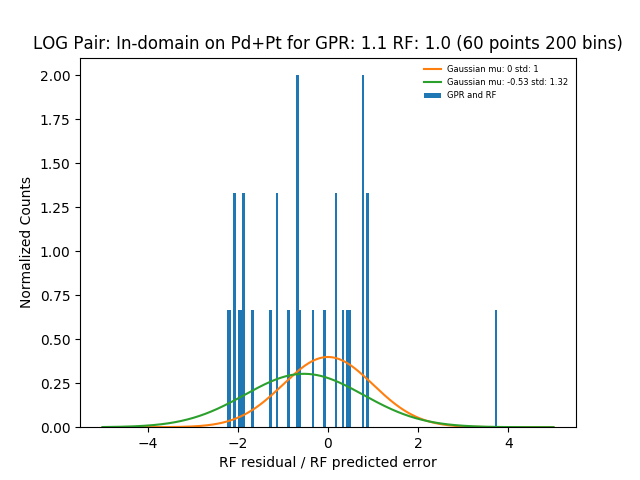 LOG Pair: In-domain on Pd+Pt for GPR: 1.1 RF: 1.0 (60 points 200 bins)
Gaussian mu: 0 std: 1
Gaussian mu: -0.53 std: 1.32
GPR and RF
Normalized Counts
2.00
1.75
1.50
1.25
1.00
0.75
0.50
0.25
0.00
−4
−2
0
2
4
RF residual / RF predicted error